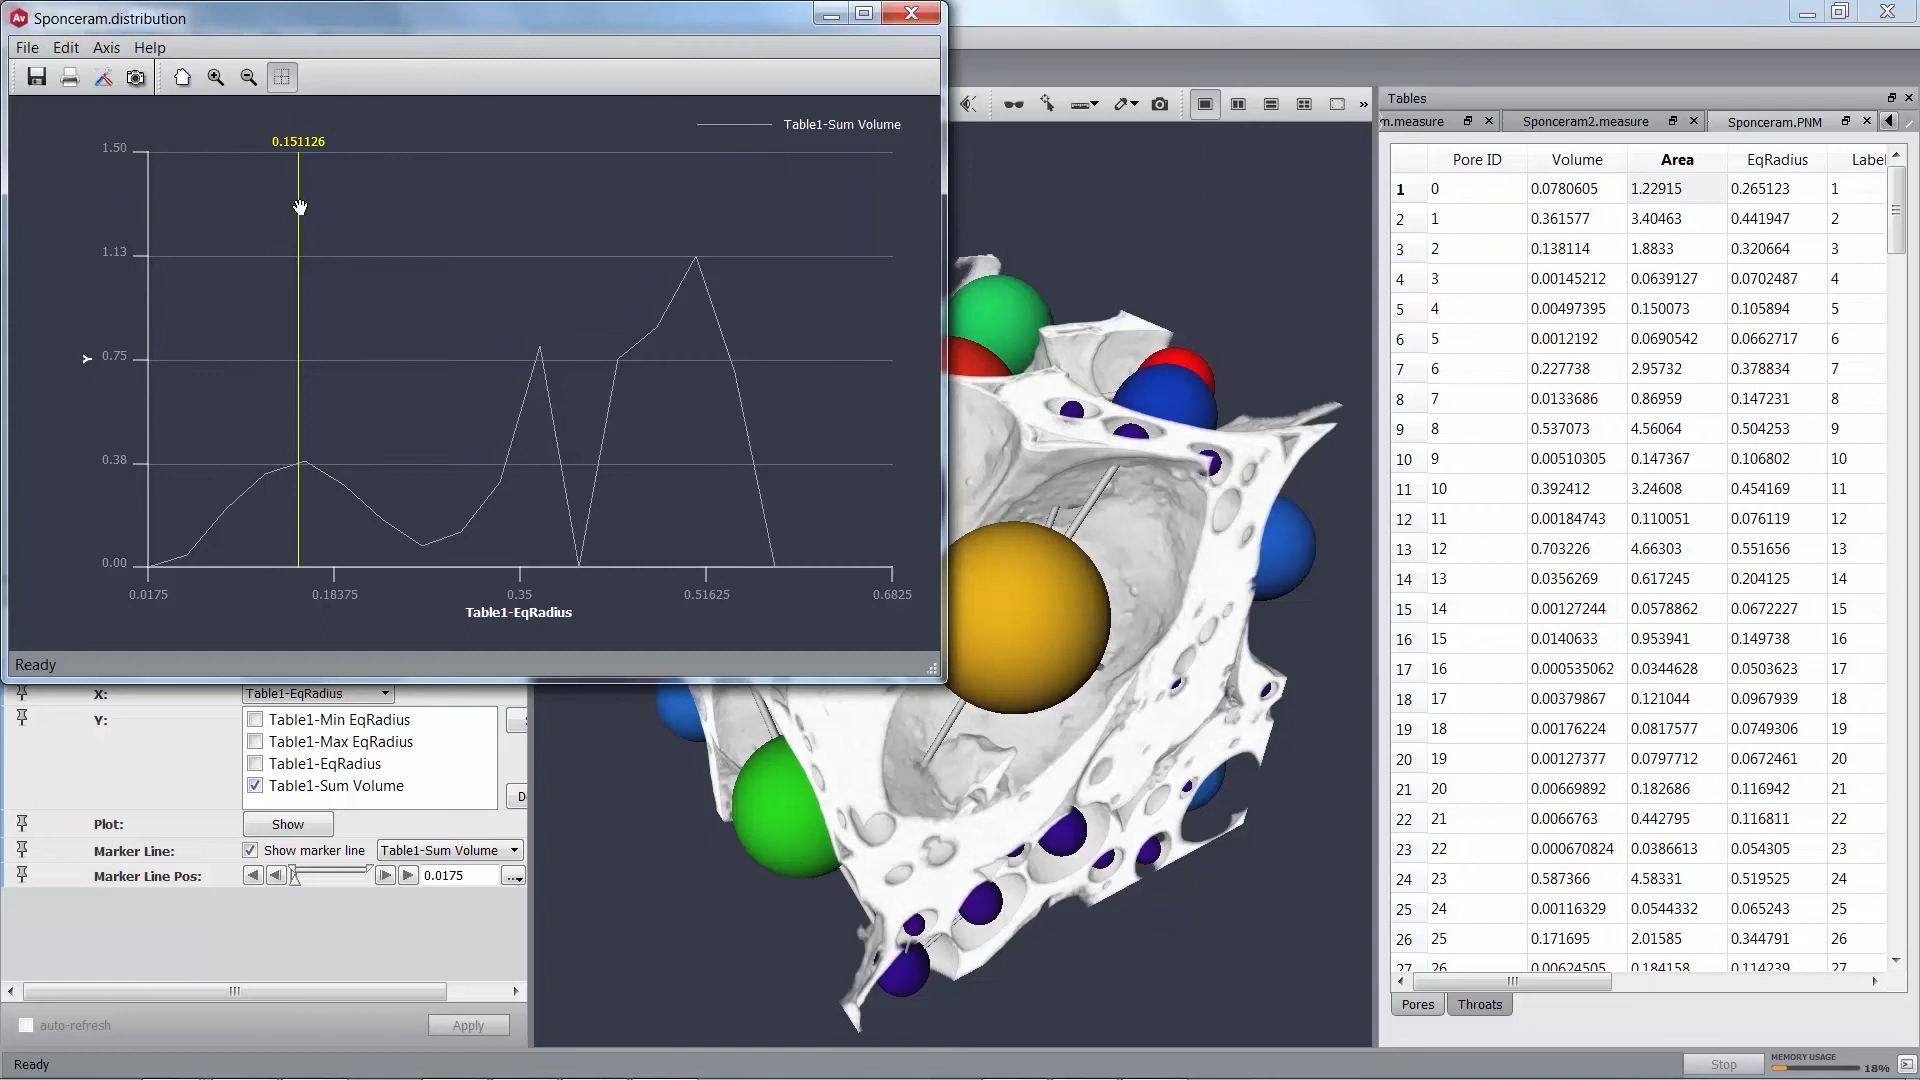 Av Sponceram.distribution
File Edit Axis Help
Table1-Sum Volume
0.151126
1.50
1.13
0.75
0.38
0.00
Y
0.0175 0.18375 0.35 0.51625 0.6825
Table1-EqRadius
Ready
X: Table1-EqRadius
Y:
Table1-Min EqRadius
Table1-Max EqRadius
Table1-EqRadius
Table1-Sum Volume
Plot: Show
Marker Line: Show marker line Table1-Sum Volume
Marker Line Pos: 0.0175 ...
auto-refresh Apply
Ready
»
Tables
m.measure Sponceram2.measure Sponceram.PNM
Pore ID Volume Area EqRadius Label
1 0 0.0780605 1.22915 0.265123 1
2 1 0.361577 3.40463 0.441947 2
3 2 0.138114 1.8833 0.320664 3
4 3 0.00145212 0.0639127 0.0702487 4
5 4 0.00497395 0.150073 0.105894 5
6 5 0.0012192 0.0690542 0.0662717 6
7 6 0.227738 2.95732 0.378834 7
8 7 0.0133686 0.86959 0.147231 8
9 8 0.537073 4.56064 0.504253 9
10 9 0.00510305 0.147367 0.106802 10
11 10 0.392412 3.24608 0.454169 11
12 11 0.00184743 0.110051 0.076119 12
13 12 0.703226 4.66303 0.551656 13
14 13 0.0356269 0.617245 0.204125 14
15 14 0.00127244 0.0578862 0.0672227 15
16 15 0.0140633 0.953941 0.149738 16
17 16 0.000535062 0.0344628 0.0503623 17
18 17 0.00379867 0.121044 0.0967939 18
19 18 0.00176224 0.0817577 0.0749306 19
20 19 0.00127377 0.0797712 0.0672461 20
21 20 0.00669892 0.182686 0.116942 21
22 21 0.0066763 0.442795 0.116811 22
23 22 0.000670824 0.0386613 0.054305 23
24 23 0.587366 4.58331 0.519525 24
25 24 0.00116329 0.0544332 0.065243 25
26 25 0.171695 2.01585 0.344791 26
27 26 0.00624505 0.184158 0.114239 27
Pores Throats
Stop MEMORY USAGE 18%